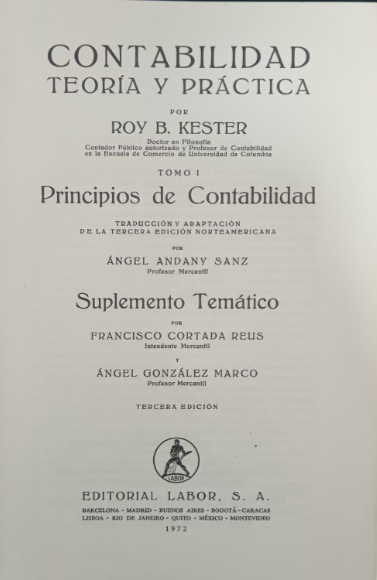 CONTABILIDAD
TEORÍA Y PRÁCTICA
POR
ROY B. KESTER
Doctor en Filosofía
Contador Público autorizado y Profesor de Contabilidad
en la Escuela de Comercio de Universidad de Columbia
TOMO I
Principios de Contabilidad
TRADUCCIÓN Y ADAPTACIÓN
DE LA TERCERA EDICIÓN NORTEAMERICANA
POR
ÁNGEL ANDANY SANZ
Profesor Mercantil
Suplemento Temático
POR
FRANCISCO CORTADA REUS
Intendente Mercantil
Y
ÁNGEL GONZÁLEZ MARCO
Profesor Mercantil
TERCERA EDICIÓN
LABOR
EDITORIAL LABOR, S. A.
BARCELONA - MADRID - BUENOS AIRES - BOGOTÁ - CARACAS
LISBOA - RIO DE JANEIRO - QUITO - MÉXICO - MONTEVIDEO
1972